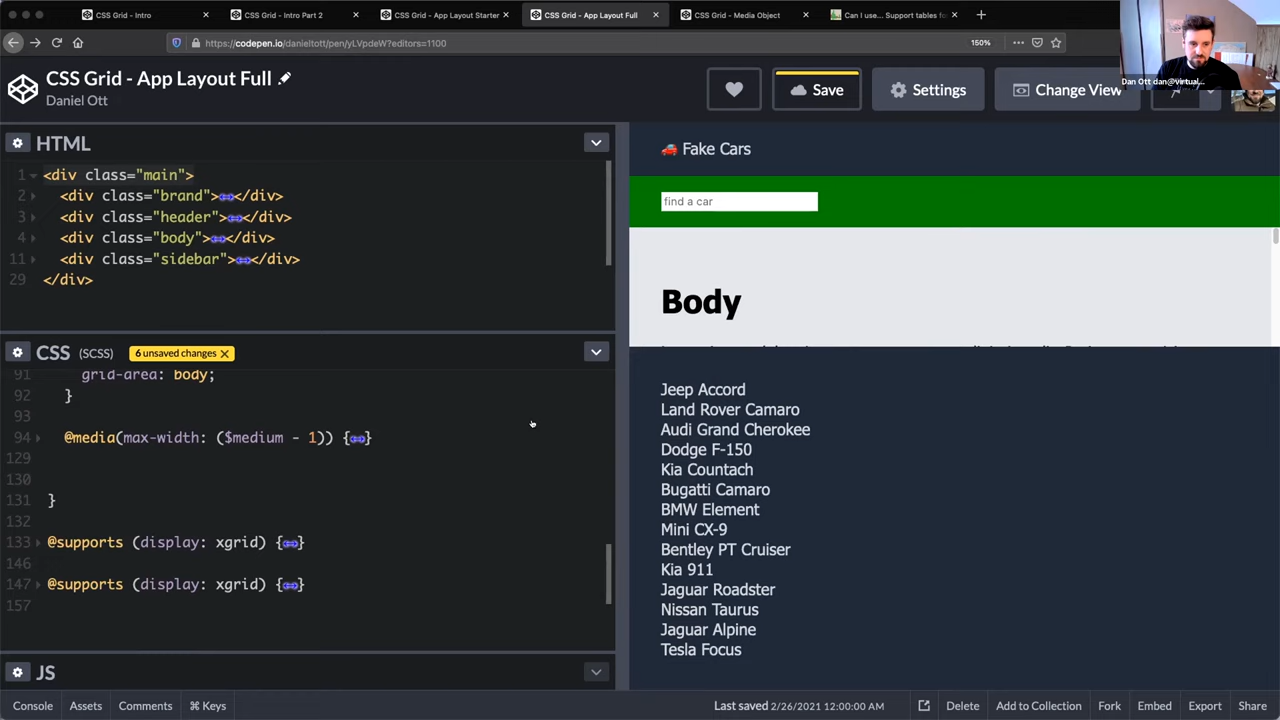 CSS Grid - Intro
CSS Grid - Intro Part 2
CSS Grid - App Layout Starter
CSS Grid - App Layout Full
CSS Grid - Media Object
Can I use... Support tables for
https://codepen.io/danieltott/pen/yLVpdeW?editors=1100
150%
Dan Ott dan@virtual...
CSS Grid - App Layout Full
Daniel Ott
Save
Settings
Change View
HTML
1 <div class="main">
2 <div class="brand"></div>
3 <div class="header"></div>
4 <div class="body"></div>
11 <div class="sidebar"></div>
29 </div>
CSS (SCSS) 6 unsaved changes X
91 grid-area: body;
92 }
93
94 @media(max-width: ($medium - 1)) {}
129
130
131 }
132
133 @supports (display: xgrid) {}
146
147 @supports (display: xgrid) {}
157
JS
🚗 Fake Cars
find a car
Body
Jeep Accord
Land Rover Camaro
Audi Grand Cherokee
Dodge F-150
Kia Countach
Bugatti Camaro
BMW Element
Mini CX-9
Bentley PT Cruiser
Kia 911
Jaguar Roadster
Nissan Taurus
Jaguar Alpine
Tesla Focus
Console Assets Comments ⌘ Keys Last saved 2/26/2021 12:00:00 AM Delete Add to Collection Fork Embed Export Share